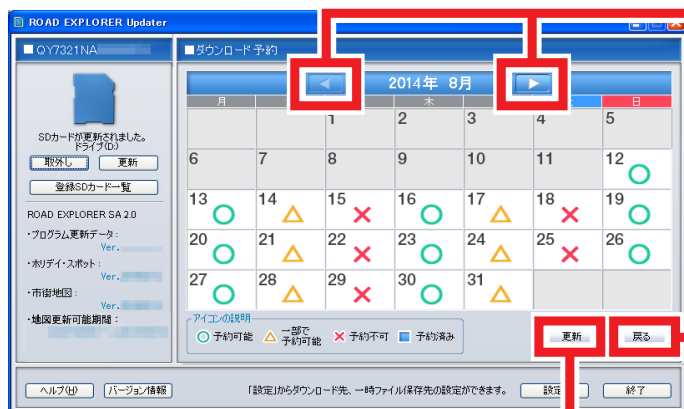 ROAD EXPLORER Updater
QY7321NA
SDカードが更新されました。
ドライブ(D:)
取外し 更新
登録SDカード一覧
ROAD EXPLORER SA 2.0
・プログラム更新データ：
Ver.
・ホリデイ・スポット：
Ver.
・市街地図：
Ver.
・地図更新可能期間：
■ダウンロード予約
2014年 8月
月 木 日
1 2 3 4 5
6 7 8 9 10 11 12
13 14 15 16 17 18 19
20 21 22 23 24 25 26
27 28 29 30 31
アイコンの説明
予約可能 一部で予約可能 予約不可 予約済み
更新 戻る
ヘルプ(H) バージョン情報 「設定」からダウンロード先、一時ファイル保存先の設定ができます。 設定 終了